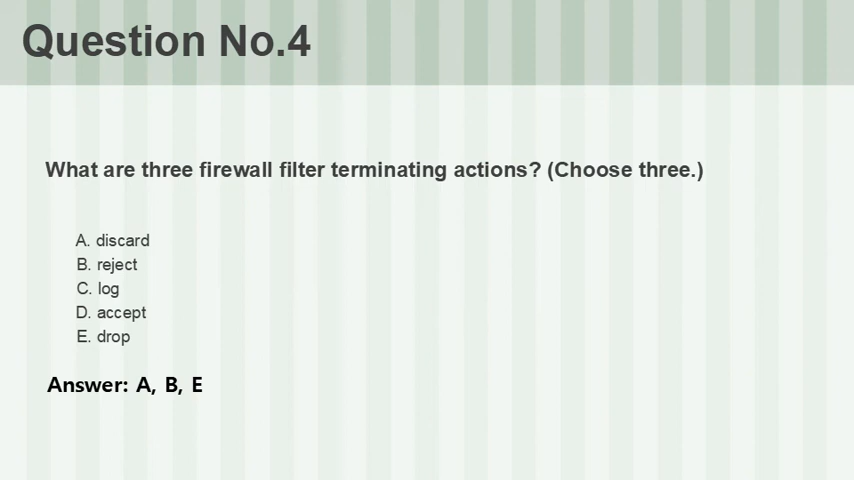 Question No.4
What are three firewall filter terminating actions? (Choose three.)
A. discard
B. reject
C. log
D. accept
E. drop
Answer: A, B, E